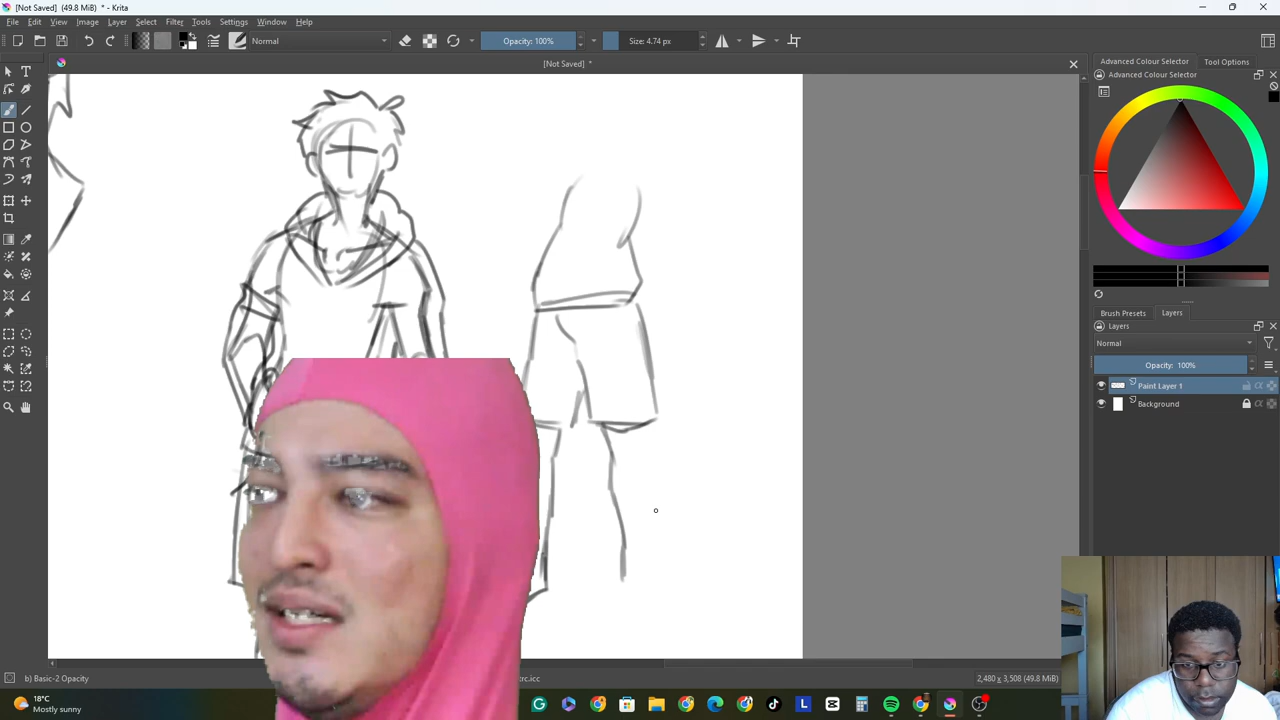 [Not Saved] (49.8 MiB) * - Krita
File Edit View Image Layer Select Filter Tools Settings Window Help
Normal
Opacity: 100%
Size: 4.74 px
[Not Saved] *
Advanced Colour Selector
Tool Options
Advanced Colour Selector
Brush Presets
Layers
Layers
Normal
Opacity: 100%
Paint Layer 1
Background
b) Basic-2 Opacity
rc.icc
2,480 x 3,508 (49.8 MiB)
18°C
Mostly sunny